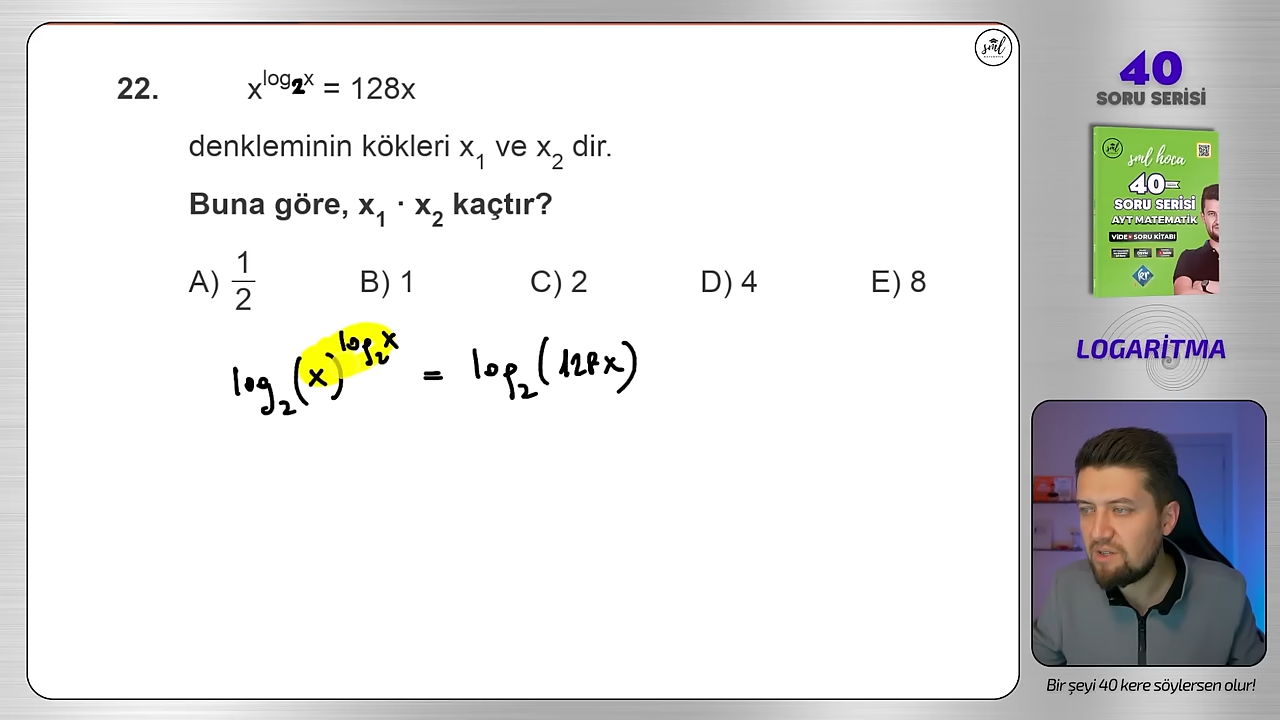 22. x^log₂x = 128x
denkleminin kökleri x₁ ve x₂ dir.
Buna göre, x₁ · x₂ kaçtır?
A) 1/2 B) 1 C) 2 D) 4 E) 8
log₂(x)^log₂x = log₂(128x)
sml
40
SORU SERİSİ
sml hoca
40
SORU SERİSİ
AYT MATEMATİK
VİDEO SORU KİTABI
LOGARİTMA
Bir şeyi 40 kere söylersen olur!